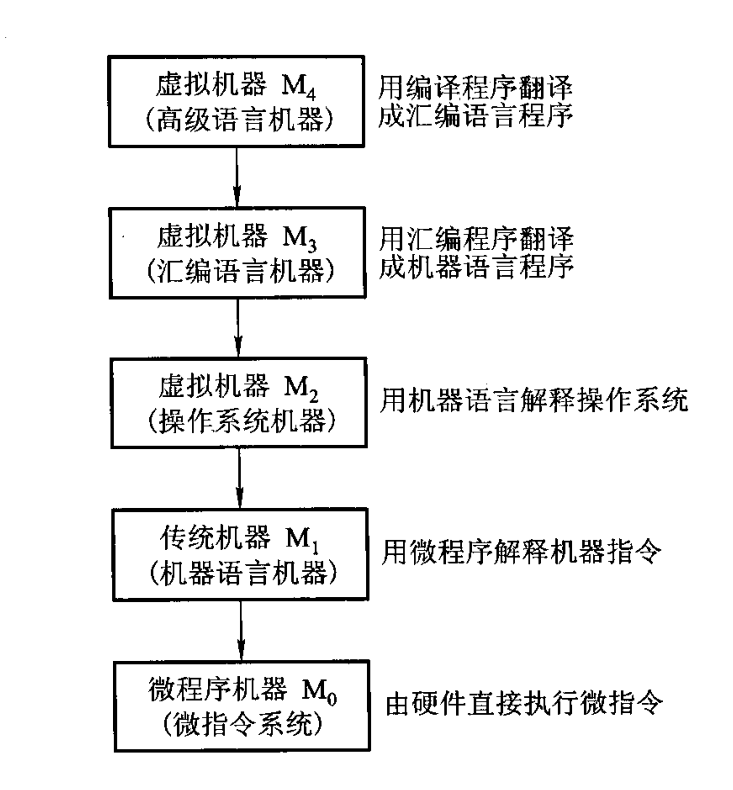 虚拟机器 M₄
(高级语言机器)
用编译程序翻译
成汇编语言程序
虚拟机器 M₃
(汇编语言机器)
用汇编程序翻译
成机器语言程序
虚拟机器 M₂
(操作系统机器)
用机器语言解释操作系统
传统机器 M₁
(机器语言机器)
用微程序解释机器指令
微程序机器 M₀
(微指令系统)
由硬件直接执行微指令